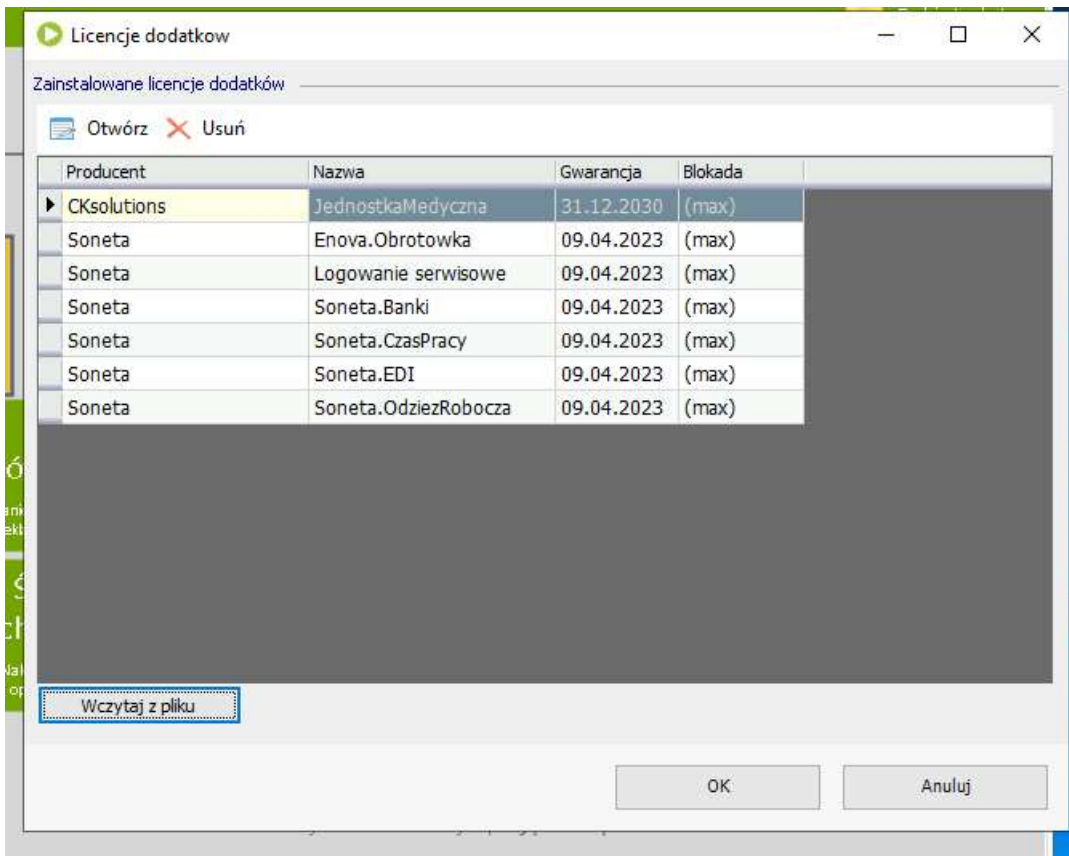 Licencje dodatkow
Zainstalowane licencje dodatków
Otwórz Usuń
Producent Nazwa Gwarancja Blokada
CKsolutions JednostkaMedyczna 31.12.2030 (max)
Soneta Enova.Obrotowka 09.04.2023 (max)
Soneta Logowanie serwisowe 09.04.2023 (max)
Soneta Soneta.Banki 09.04.2023 (max)
Soneta Soneta.CzasPracy 09.04.2023 (max)
Soneta Soneta.EDI 09.04.2023 (max)
Soneta Soneta.OdziezRobocza 09.04.2023 (max)
Wczytaj z pliku
OK Anuluj